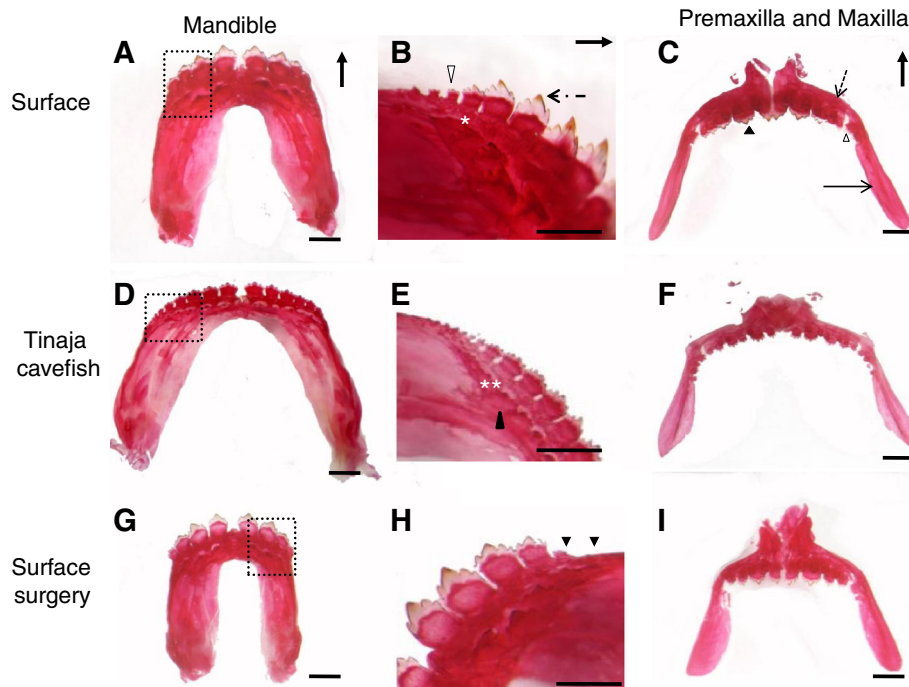 Mandible
Premaxilla and Maxilla
A
B
C
Surface
*
D
E
F
Tinaja
cavefish
**
G
H
I
Surface
surgery